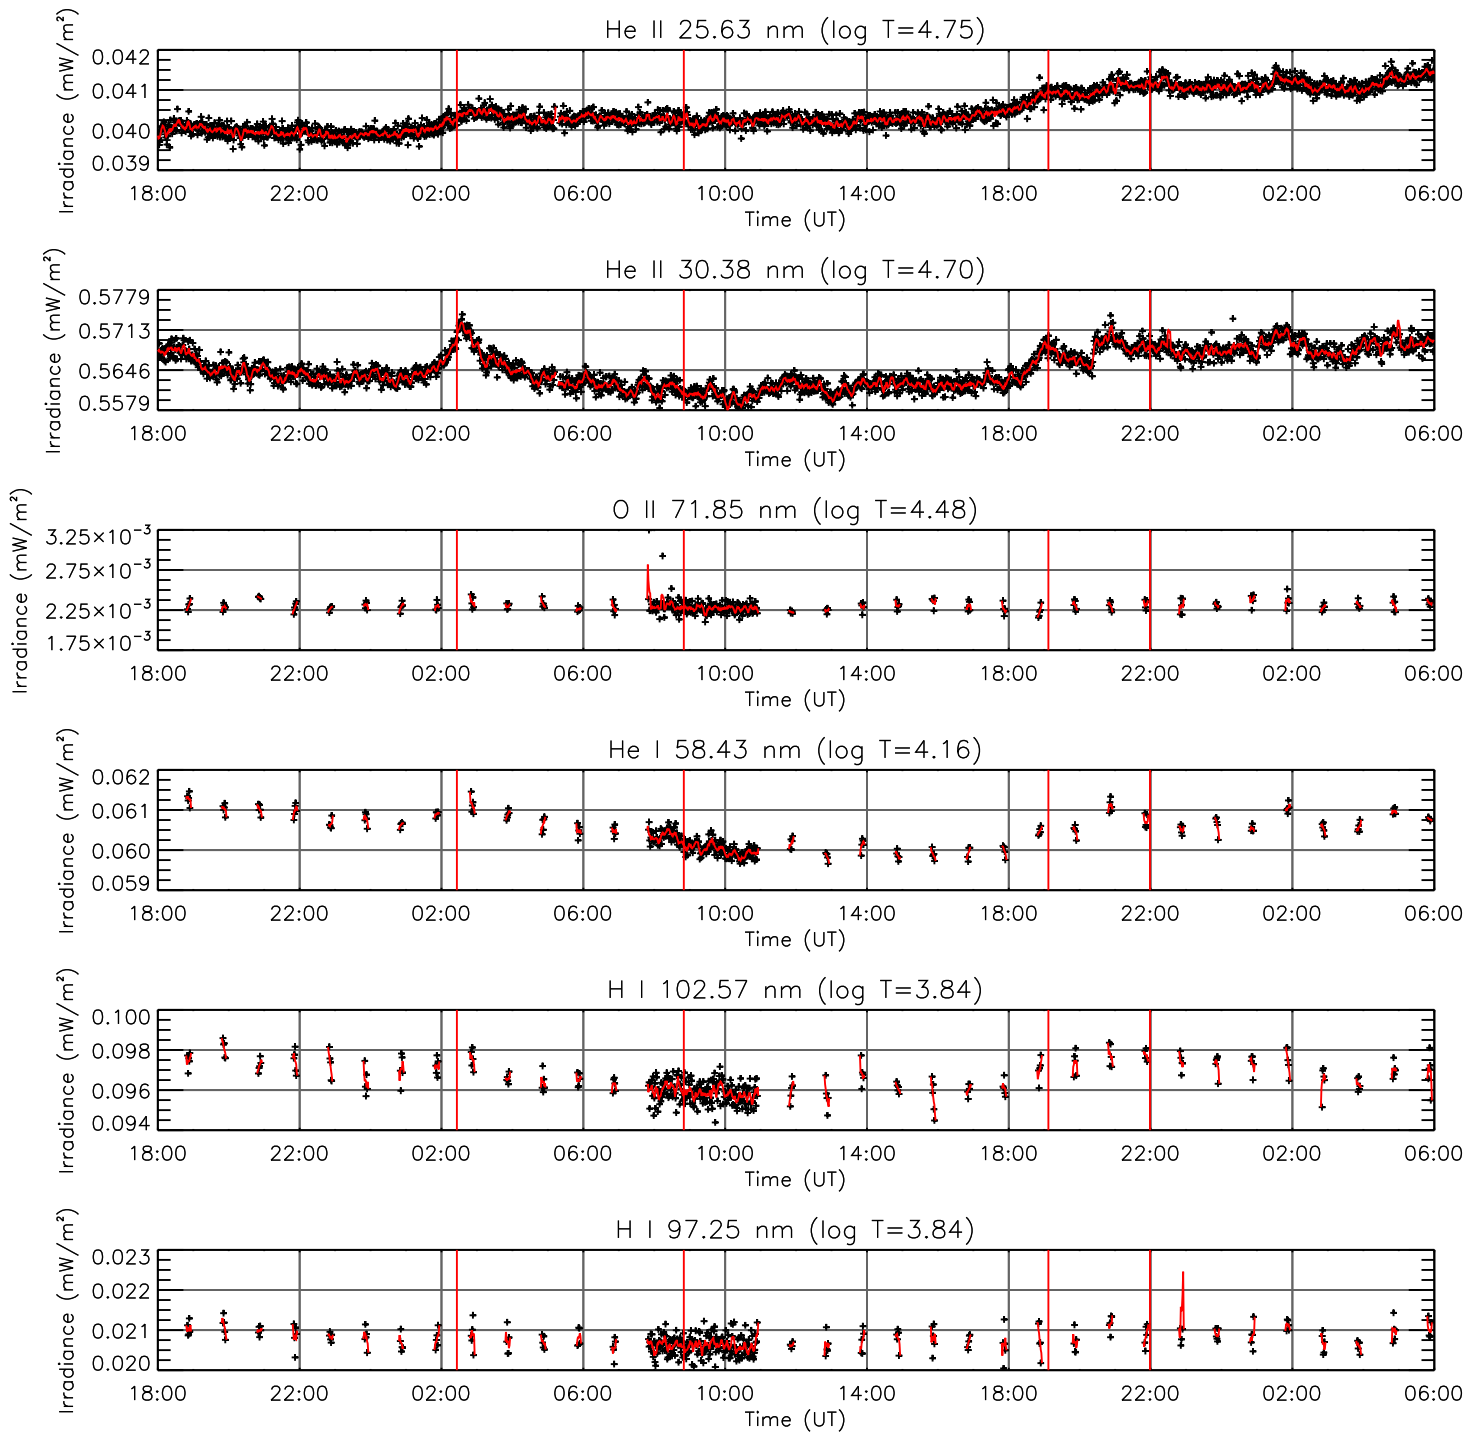 He II 25.63 nm (log T=4.75)
Irradiance (mW/m²)
0.042
0.041
0.040
0.039
18:00 22:00 02:00 06:00 10:00 14:00 18:00 22:00 02:00 06:00
Time (UT)
He II 30.38 nm (log T=4.70)
Irradiance (mW/m²)
0.5779
0.5713
0.5646
0.5579
18:00 22:00 02:00 06:00 10:00 14:00 18:00 22:00 02:00 06:00
Time (UT)
O II 71.85 nm (log T=4.48)
Irradiance (mW/m²)
3.25×10⁻³
2.75×10⁻³
2.25×10⁻³
1.75×10⁻³
18:00 22:00 02:00 06:00 10:00 14:00 18:00 22:00 02:00 06:00
Time (UT)
He I 58.43 nm (log T=4.16)
Irradiance (mW/m²)
0.062
0.061
0.060
0.059
18:00 22:00 02:00 06:00 10:00 14:00 18:00 22:00 02:00 06:00
Time (UT)
H I 102.57 nm (log T=3.84)
Irradiance (mW/m²)
0.100
0.098
0.096
0.094
18:00 22:00 02:00 06:00 10:00 14:00 18:00 22:00 02:00 06:00
Time (UT)
H I 97.25 nm (log T=3.84)
Irradiance (mW/m²)
0.023
0.022
0.021
0.020
18:00 22:00 02:00 06:00 10:00 14:00 18:00 22:00 02:00 06:00
Time (UT)